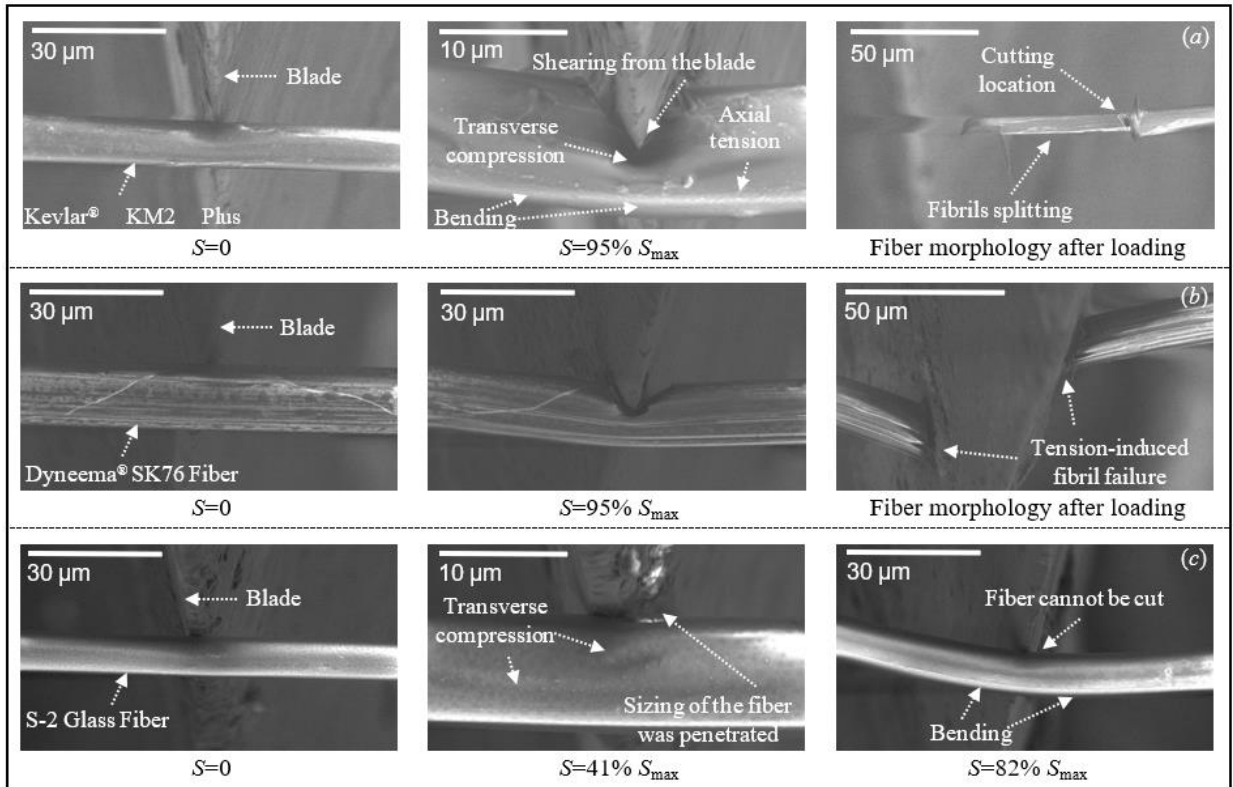 30 µm
Blade
Kevlar® KM2 Plus
S=0
10 µm
Shearing from the blade
Transverse
compression
Axial
tension
Bending
S=95% Smax
50 µm
(a)
Cutting
location
Fibrils splitting
Fiber morphology after loading
30 µm
Blade
Dyneema® SK76 Fiber
S=0
30 µm
S=95% Smax
50 µm
(b)
Tension-induced
fibril failure
Fiber morphology after loading
30 µm
Blade
S-2 Glass Fiber
S=0
10 µm
Transverse
compression
Sizing of the fiber
was penetrated
S=41% Smax
30 µm
(c)
Fiber cannot be cut
Bending
S=82% Smax